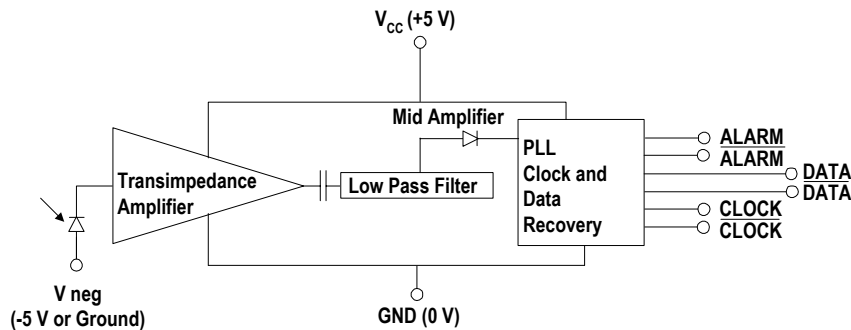 V CC (+5 V)
Mid Amplifier
Transimpedance
Amplifier
Low Pass Filter
PLL
Clock and
Data
Recovery
ALARM
ALARM
DATA
DATA
CLOCK
CLOCK
V neg
(-5 V or Ground)
GND (0 V)